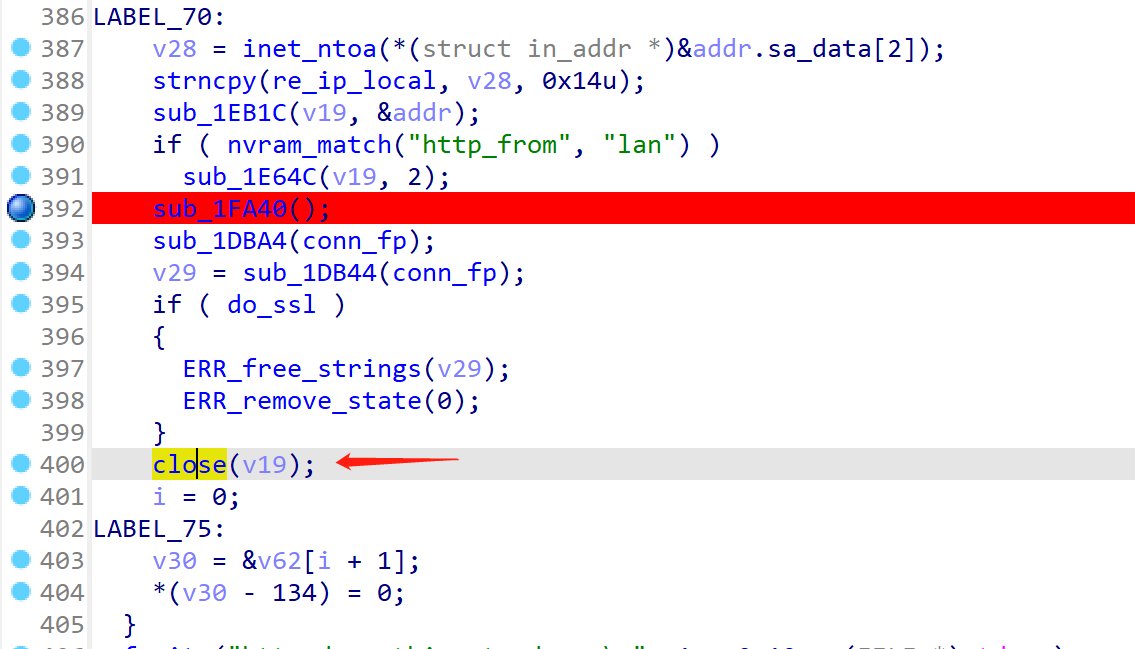 386 LABEL_70:
387 v28 = inet_ntoa(*(struct in_addr *)&addr.sa_data[2]);
388 strncpy(re_ip_local, v28, 0x14u);
389 sub_1EB1C(v19, &addr);
390 if ( nvram_match("http_from", "lan") )
391 sub_1E64C(v19, 2);
392 sub_1FA40();
393 sub_1DBA4(conn_fp);
394 v29 = sub_1DB44(conn_fp);
395 if ( do_ssl )
396 {
397 ERR_free_strings(v29);
398 ERR_remove_state(0);
399 }
400 close(v19);
401 i = 0;
402 LABEL_75:
403 v30 = &v62[i + 1];
404 *(v30 - 134) = 0;
405 }